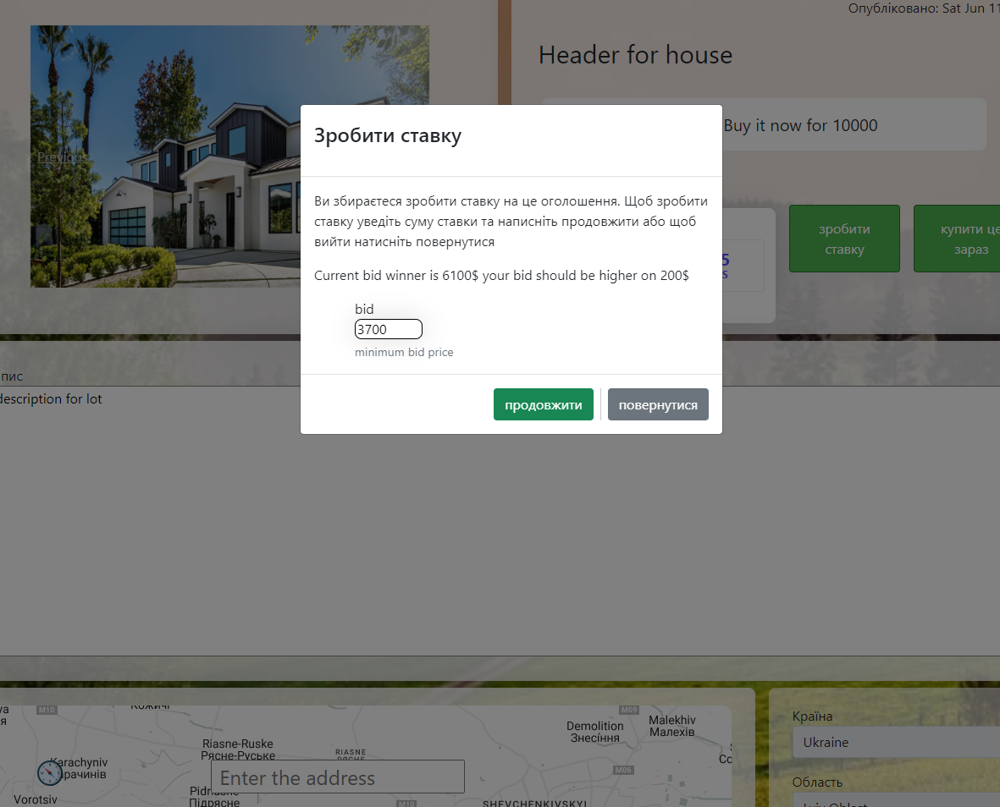 Опубліковано: Sat Jun 11
Header for house
Buy it now for 10000
Previous
Зробити ставку
Ви збираєтеся зробити ставку на це оголошення. Щоб зробити
ставку уведіть суму ставки та написніть продовжити або щоб
вийти натисніть повернутися
Current bid winner is 6100$ your bid should be higher on 200$
bid
3700
minimum bid price
продовжити
повернутися
5
S
зробити
ставку
купити це
зараз
пис
description for lot
M10
Кожичі
M09
Malekhiv
Малехів
Demolition
Знесіння
Riasne-Ruske
Рясне-Руське
RIASNE
РЯСНЕ
Karachyniv
Карачинів
M06
Enter the address
Vorotsiv
Підрясне
M10
SHEVCHENKIVSKYI
Країна
Ukraine
Область
Lviv Oblast